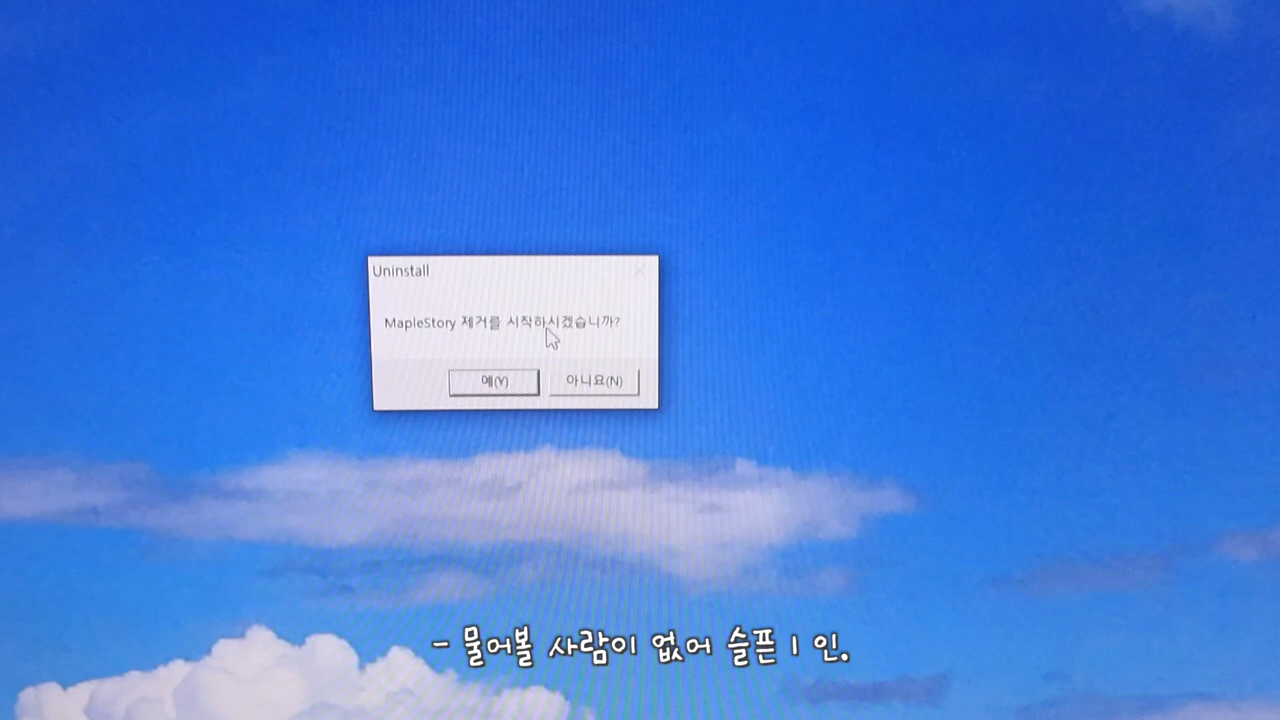 Uninstall
MapleStory 제거를 시작하시겠습니까?
예(Y) 아니요(N)
- 물어볼 사람이 없어 슬픈 1 인.